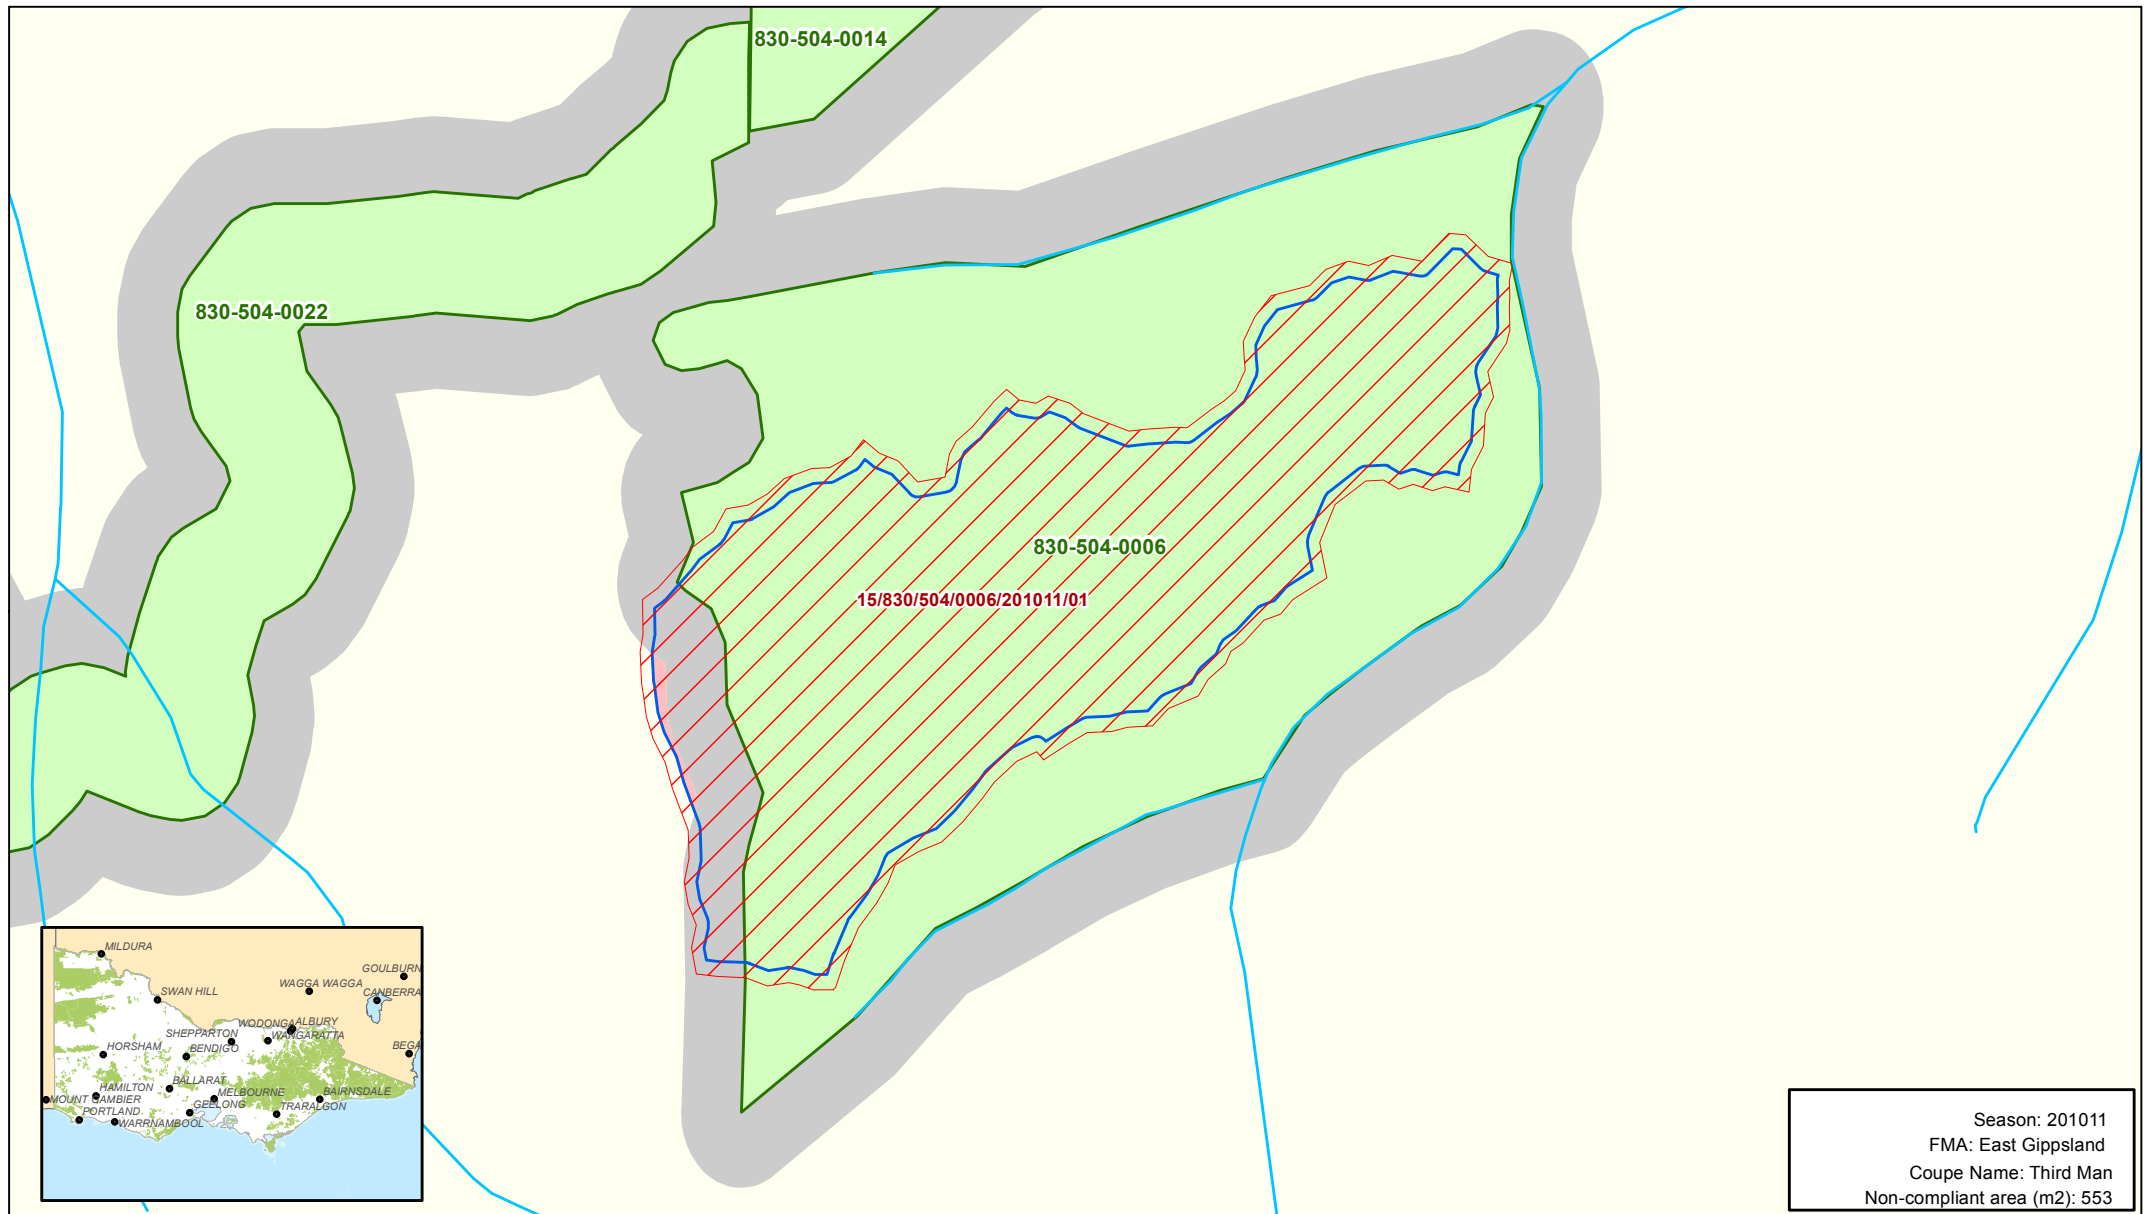 830-504-0014
830-504-0022
830-504-0006
15/830/504/0006/201011/01
MILDURA
GOULBURN
WAGGA WAGGA
SWAN HILL
CANBERRA
WODONGA
ALBURY
SHEPPARTON
WANGARATTA
HORSHAM
BENDIGO
BEGA
HAMILTON
BALLARAT
MELBOURNE
BAIRNSDALE
MOUNT GAMBIER
GEELONG
TRARALGON
PORTLAND
WARRNAMBOOL
Season: 201011
FMA: East Gippsland
Coupe Name: Third Man
Non-compliant area (m2): 553